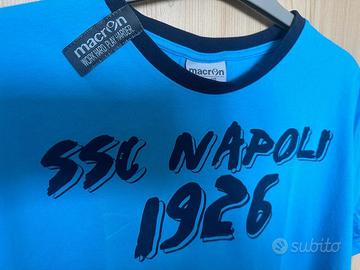 macron
WORK HARD. PLAY HARDER.
macron
SSC NAPOLI
1926
subito